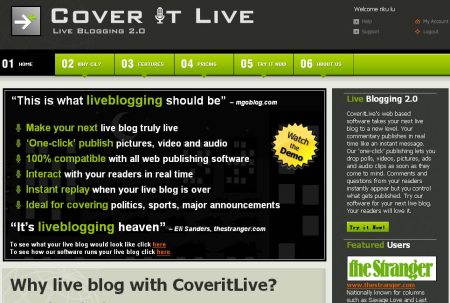 COVER IT LIVE
LIVE BLOGGING 2.0
Welcome riku lu
Help
My Account
Support
Logout
01 HOME
02 WHY CIL?
03 FEATURES
04 PRICING
05 TRY IT NOW
06 ABOUT US
“This is what liveblogging should be” – mgoblog.com
Make your next live blog truly live
‘One-click’ publish pictures, video and audio
100% compatible with all web publishing software
Interact with your readers in real time
Instant replay when your live blog is over
Ideal for covering politics, sports, major announcements
Watch
the
Demo
“It’s liveblogging heaven” – Eli Sanders, thestranger.com
To see what your live blog would look like click here
To see how our software runs your live blog click here
Why live blog with CoveritLive?
Live Blogging 2.0
CoveritLive's web based
software takes your next live
blog to a new level. Your
commentary publishes in real
time like an instant message.
Our 'one-click' publishing lets you
drop polls, videos, pictures, ads
and audio clips as soon as they
come to mind. Comments and
questions from your readers
instantly appear but you control
what gets published. Try our
software for your next live blog.
Your readers will love it.
Try it Now!
Featured Users
the Stranger
www.thestranger.com
Nationally known for columns
such as Savage Love and Last